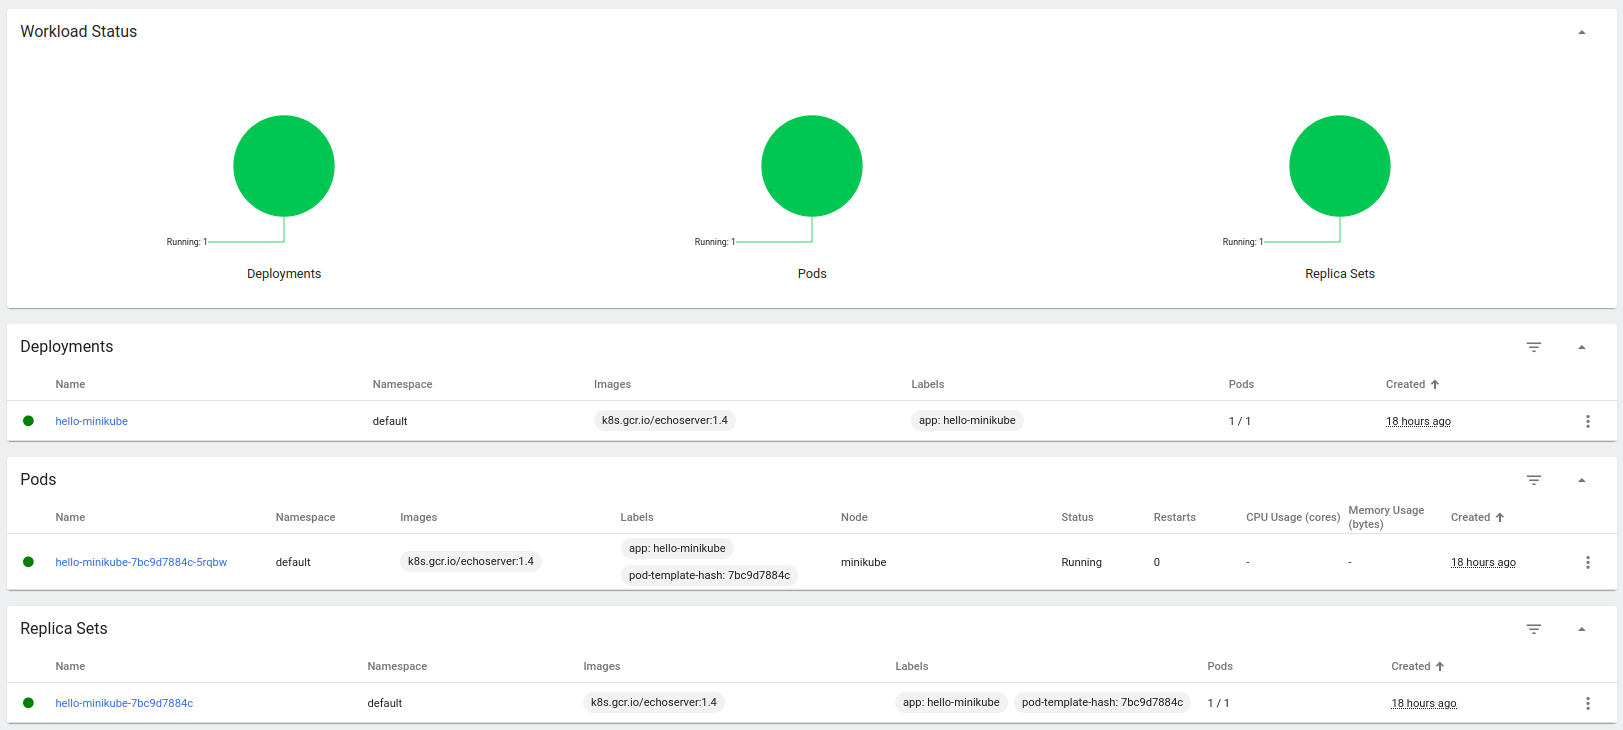 Workload Status
Running: 1
Deployments
Running: 1
Pods
Running: 1
Replica Sets
Deployments
Name Namespace Images Labels Pods Created
hello-minikube default k8s.gcr.io/echoserver:1.4 app: hello-minikube 1 / 1 18 hours ago
Pods
Name Namespace Images Labels Node Status Restarts CPU Usage (cores) Memory Usage (bytes) Created
hello-minikube-7bc9d7884c-5rqbw default k8s.gcr.io/echoserver:1.4 app: hello-minikube pod-template-hash: 7bc9d7884c minikube Running 0 - - 18 hours ago
Replica Sets
Name Namespace Images Labels Pods Created
hello-minikube-7bc9d7884c default k8s.gcr.io/echoserver:1.4 app: hello-minikube pod-template-hash: 7bc9d7884c 1 / 1 18 hours ago